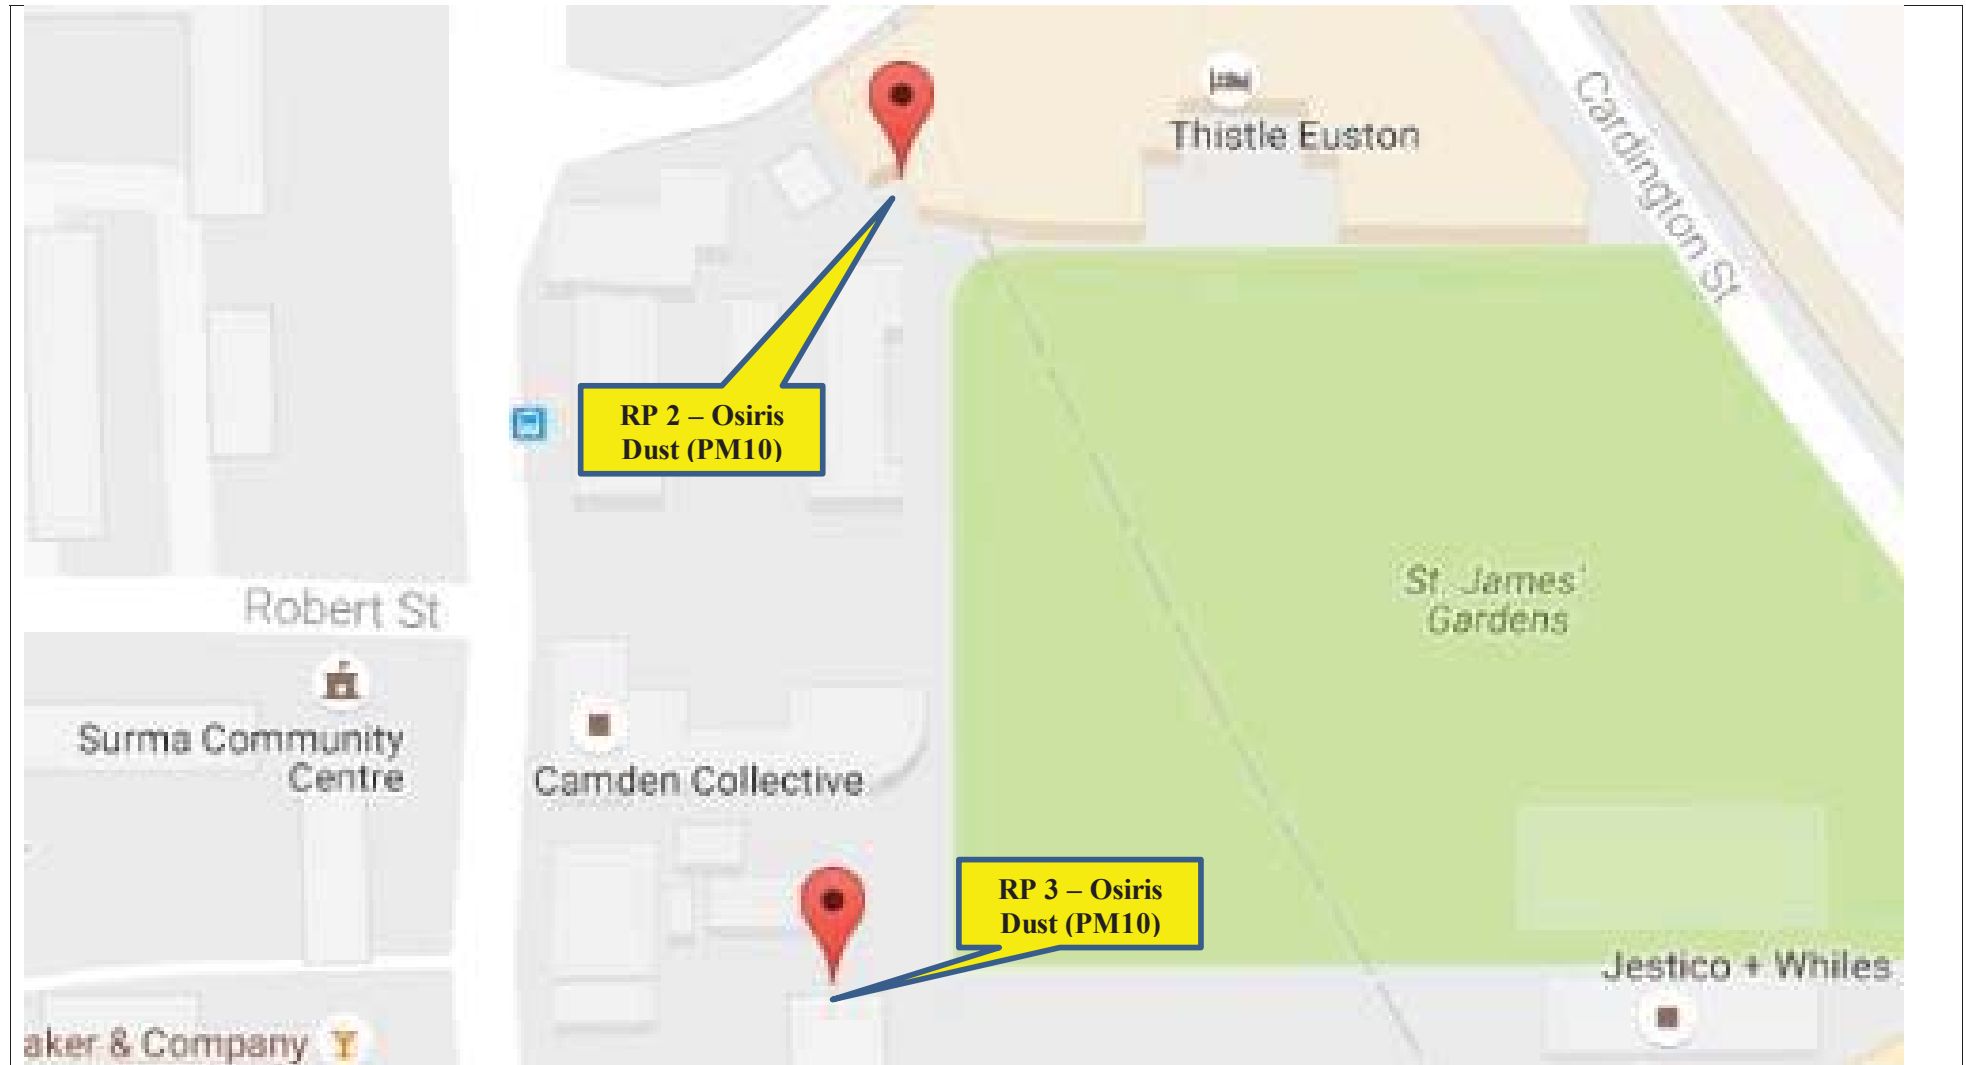 Thistle Euston
Cardington St
RP 2 – Osiris
Dust (PM10)
St. James'
Gardens
Robert St
Surma Community
Centre
Camden Collective
RP 3 – Osiris
Dust (PM10)
Jestico + Whiles
aker & Company